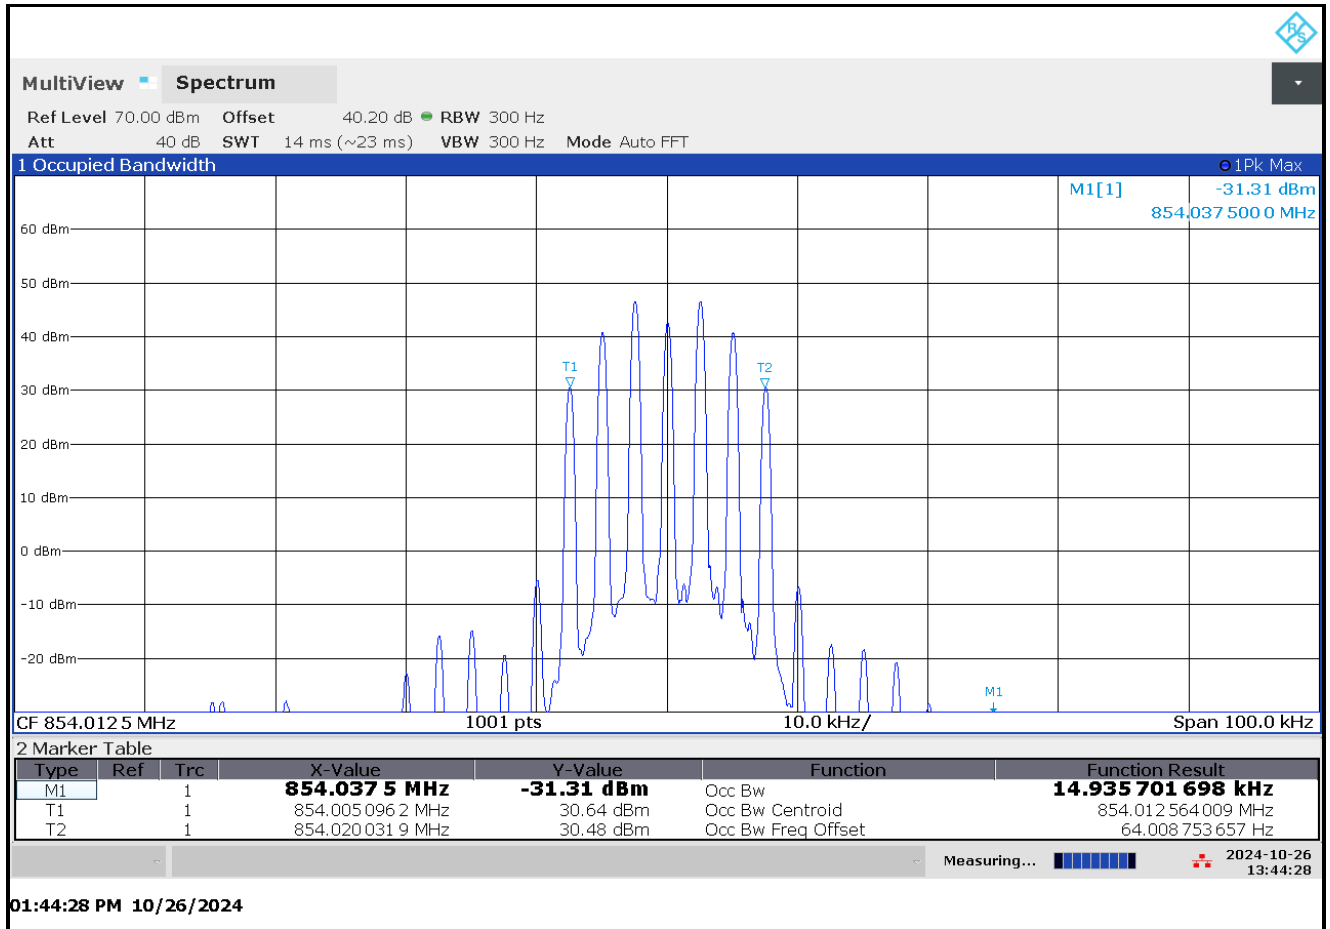 R&S
MultiView Spectrum
Ref Level 70.00 dBm Offset 40.20 dB RBW 300 Hz
Att 40 dB SWT 14 ms (~23 ms) VBW 300 Hz Mode Auto FFT
1 Occupied Bandwidth 1Pk Max
M1[1] -31.31 dBm
854.037 500 0 MHz
60 dBm
50 dBm
40 dBm
T1 T2
30 dBm
20 dBm
10 dBm
0 dBm
-10 dBm
-20 dBm
M1
CF 854.0125 MHz 1001 pts 10.0 kHz/ Span 100.0 kHz
2 Marker Table
Type Ref Trc X-Value Y-Value Function Function Result
M1 1 854.037 5 MHz -31.31 dBm Occ Bw 14.935 701 698 kHz
T1 1 854.005 096 2 MHz 30.64 dBm Occ Bw Centroid 854.012 564 009 MHz
T2 1 854.020 031 9 MHz 30.48 dBm Occ Bw Freq Offset 64.008 753 657 Hz
Measuring... 2024-10-26
13:44:28
01:44:28 PM 10/26/2024